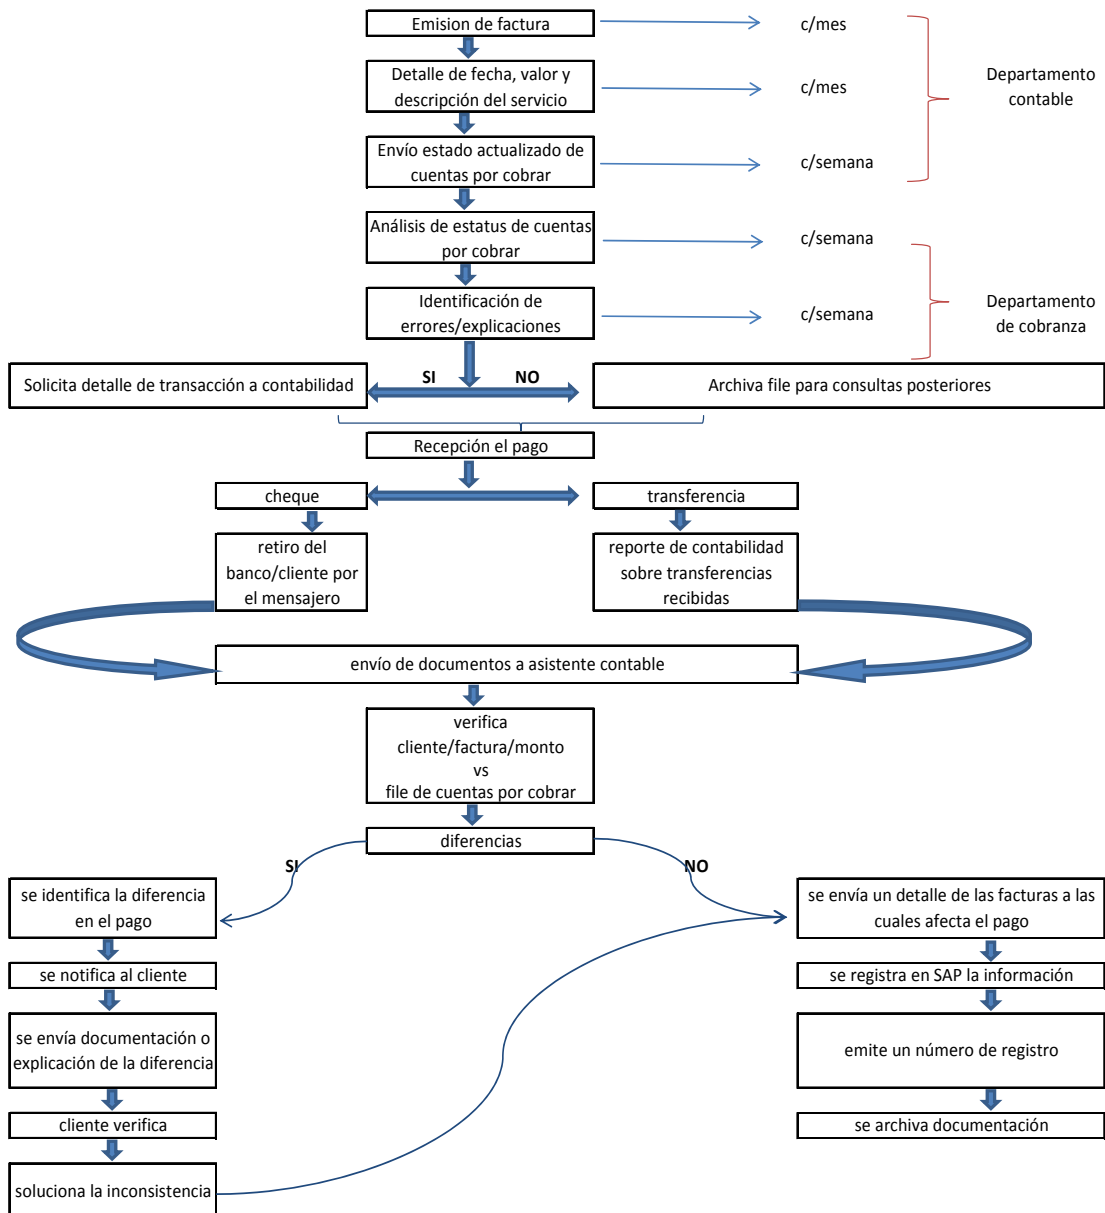 Emision de factura
c/mes
Detalle de fecha, valor y
descripción del servicio
c/mes
Departamento
contable
Envío estado actualizado de
cuentas por cobrar
c/semana
Análisis de estatus de cuentas
por cobrar
c/semana
Identificación de
errores/explicaciones
c/semana
Departamento
de cobranza
Solicita detalle de transacción a contabilidad
SI
NO
Archiva file para consultas posteriores
Recepción el pago
cheque
transferencia
retiro del
banco/cliente por
el mensajero
reporte de contabilidad
sobre transferencias
recibidas
envío de documentos a asistente contable
verifica
cliente/factura/monto
vs
file de cuentas por cobrar
diferencias
SI
NO
se identifica la diferencia
en el pago
se envía un detalle de las facturas a las
cuales afecta el pago
se notifica al cliente
se registra en SAP la información
se envía documentación o
explicación de la diferencia
emite un número de registro
cliente verifica
se archiva documentación
soluciona la inconsistencia